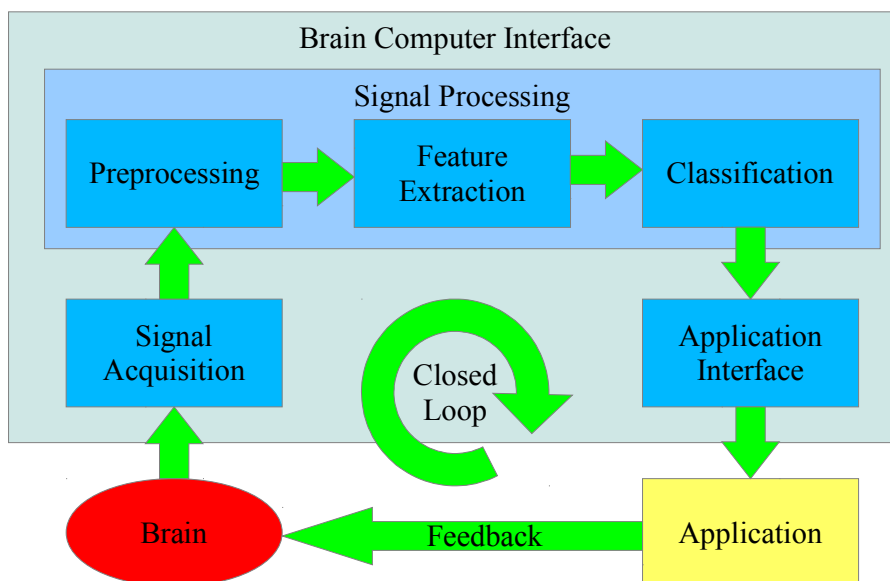 Brain Computer Interface
Signal Processing
Preprocessing
Feature
Extraction
Classification
Signal
Acquisition
Closed
Loop
Application
Interface
Brain
Feedback
Application